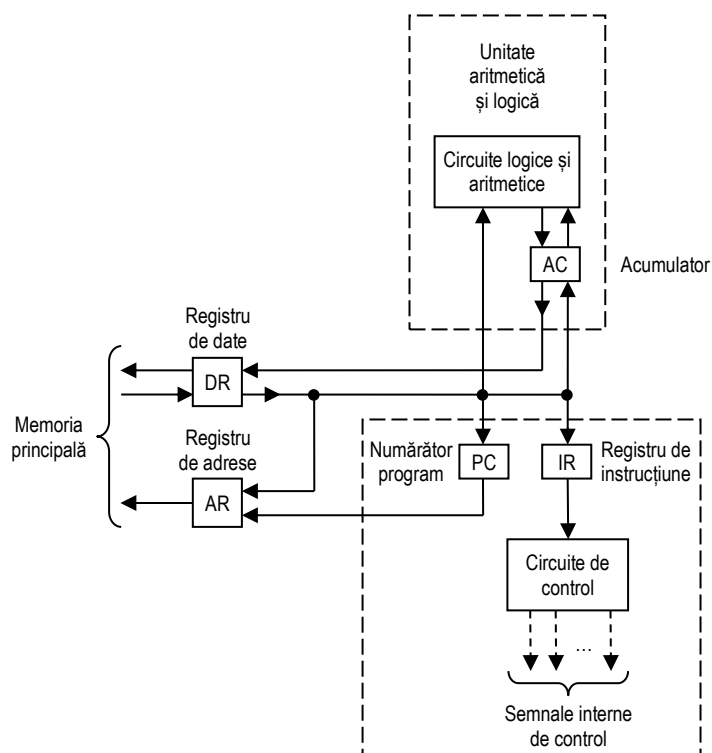 Unitate
aritmetică
și logică
Circuite logice și
aritmetice
AC
Acumulator
Registru
de date
DR
Memoria
principală
Registru
de adrese
AR
Numărător
program
PC
IR
Registru de
instrucțiune
Circuite de
control
...
Semnale interne
de control